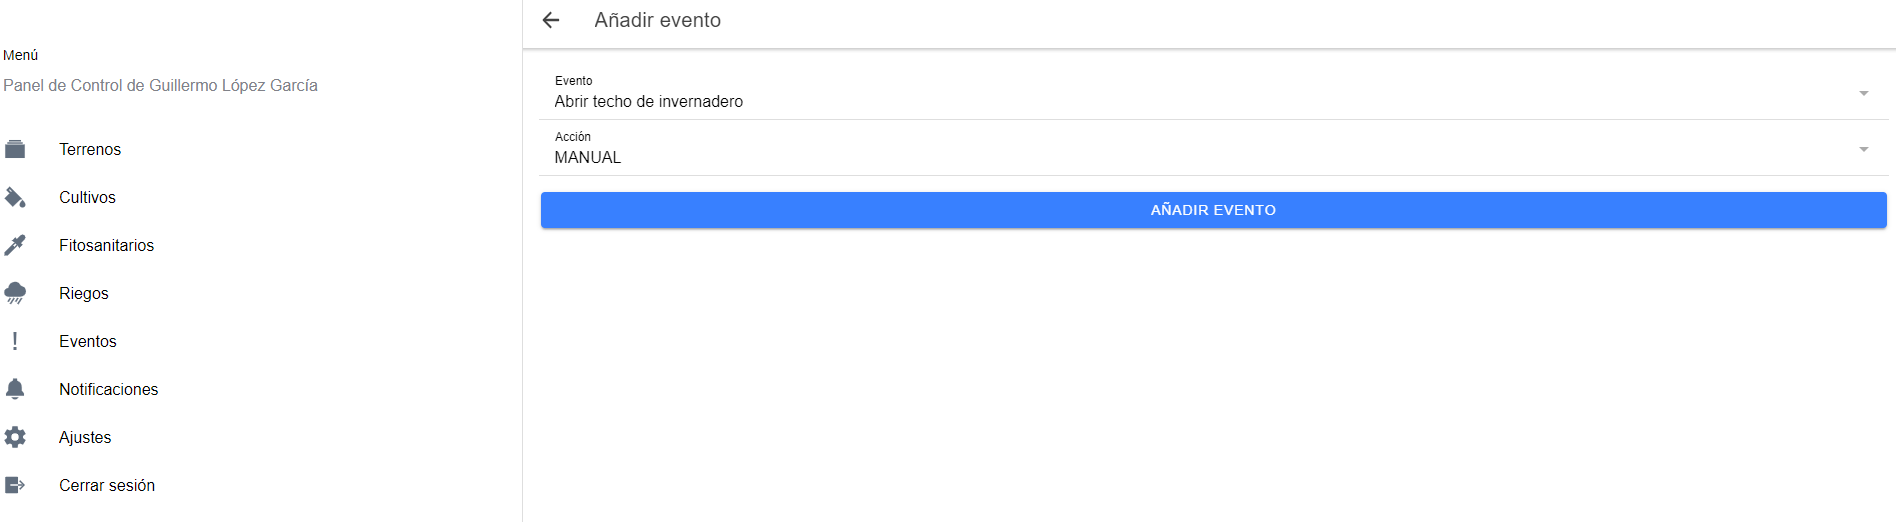 Menú
Panel de Control de Guillermo López García
Terrenos
Cultivos
Fitosanitarios
Riegos
Eventos
Notificaciones
Ajustes
Cerrar sesión
Añadir evento
Evento
Abrir techo de invernadero
Acción
MANUAL
AÑADIR EVENTO